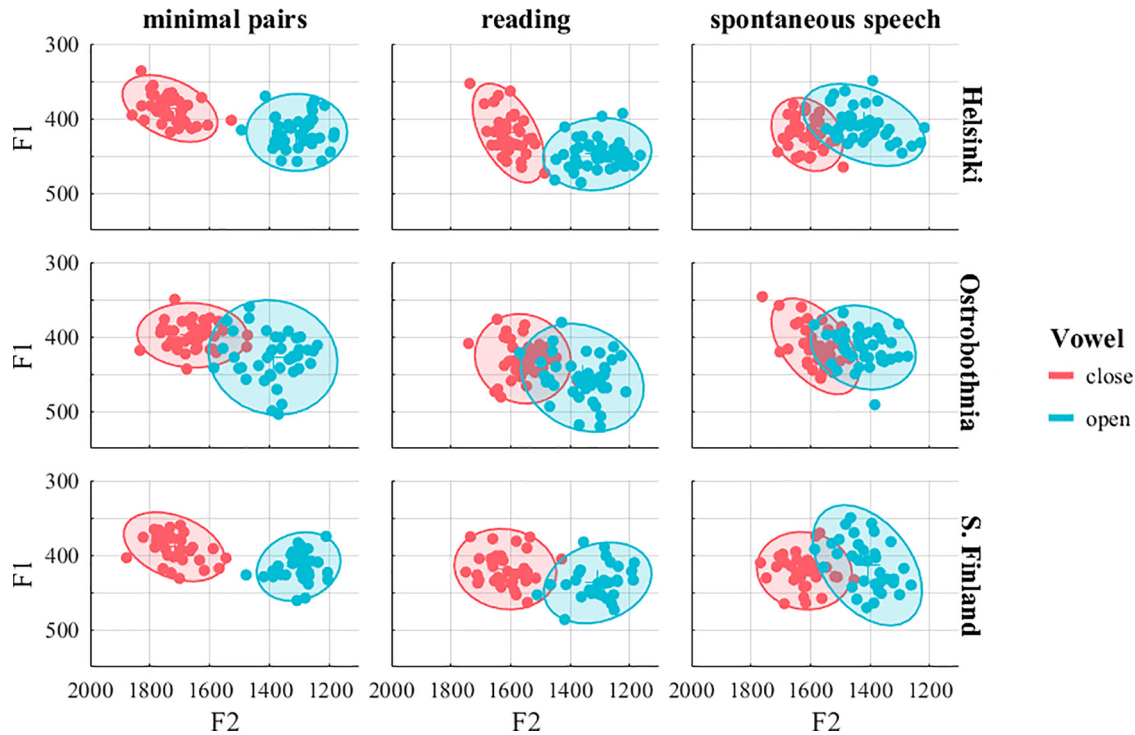 minimal pairs reading spontaneous speech
300
400
500
F1
Helsinki
300
400
500
F1
Ostrobothnia
Vowel
close
open
300
400
500
F1
S. Finland
2000 1800 1600 1400 1200 2000 1800 1600 1400 1200 2000 1800 1600 1400 1200
F2 F2 F2